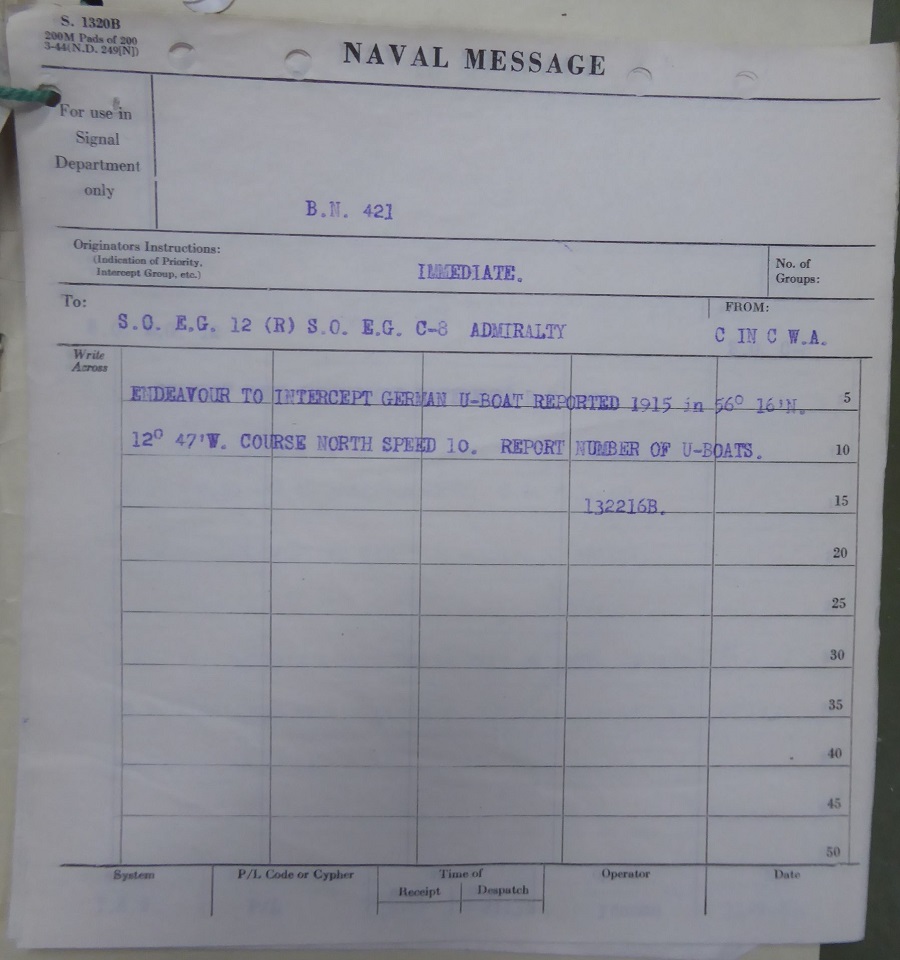 S. 1320B
200M Pads of 200
3-44(N.D. 249[N])
NAVAL MESSAGE
For use in
Signal
Department
only
B.N. 421
Originators Instructions:
(Indication of Priority,
Intercept Group, etc.)
IMMEDIATE.
No. of
Groups:
To:
S.O. E.G. 12 (R) S.O. E.G. C-8 ADMIRALTY
FROM:
C IN C W.A.
Write
Across
ENDEAVOUR TO INTERCEPT GERMAN U-BOAT REPORTED 1915 in 56° 16'N.
5
12° 47'W. COURSE NORTH SPEED 10. REPORT NUMBER OF U-BOATS.
10
132216B.
15
20
25
30
35
40
45
50
System
P/L Code or Cypher
Time of
Receipt
Despatch
Operator
Date